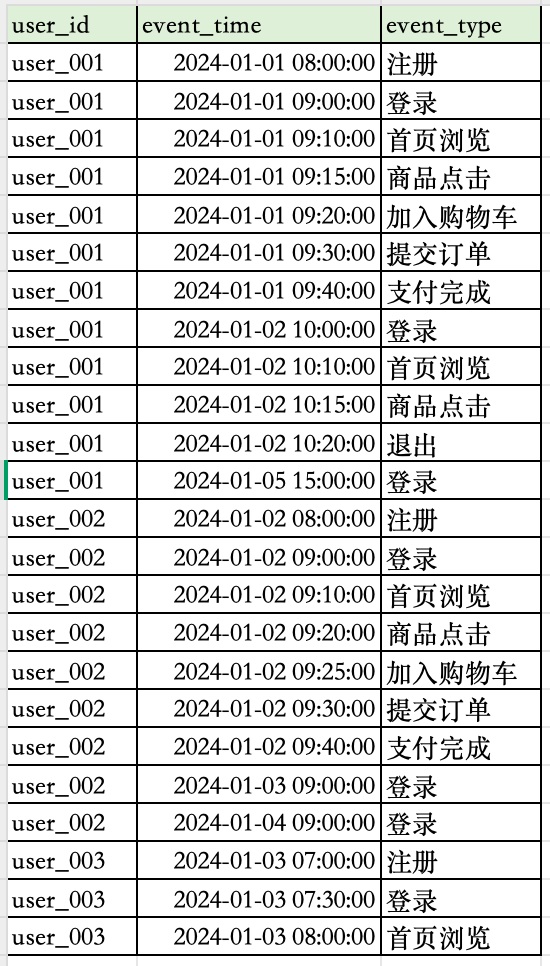 user_id event_time event_type
user_001 2024-01-01 08:00:00 注册
user_001 2024-01-01 09:00:00 登录
user_001 2024-01-01 09:10:00 首页浏览
user_001 2024-01-01 09:15:00 商品点击
user_001 2024-01-01 09:20:00 加入购物车
user_001 2024-01-01 09:30:00 提交订单
user_001 2024-01-01 09:40:00 支付完成
user_001 2024-01-02 10:00:00 登录
user_001 2024-01-02 10:10:00 首页浏览
user_001 2024-01-02 10:15:00 商品点击
user_001 2024-01-02 10:20:00 退出
user_001 2024-01-05 15:00:00 登录
user_002 2024-01-02 08:00:00 注册
user_002 2024-01-02 09:00:00 登录
user_002 2024-01-02 09:10:00 首页浏览
user_002 2024-01-02 09:20:00 商品点击
user_002 2024-01-02 09:25:00 加入购物车
user_002 2024-01-02 09:30:00 提交订单
user_002 2024-01-02 09:40:00 支付完成
user_002 2024-01-03 09:00:00 登录
user_002 2024-01-04 09:00:00 登录
user_003 2024-01-03 07:00:00 注册
user_003 2024-01-03 07:30:00 登录
user_003 2024-01-03 08:00:00 首页浏览